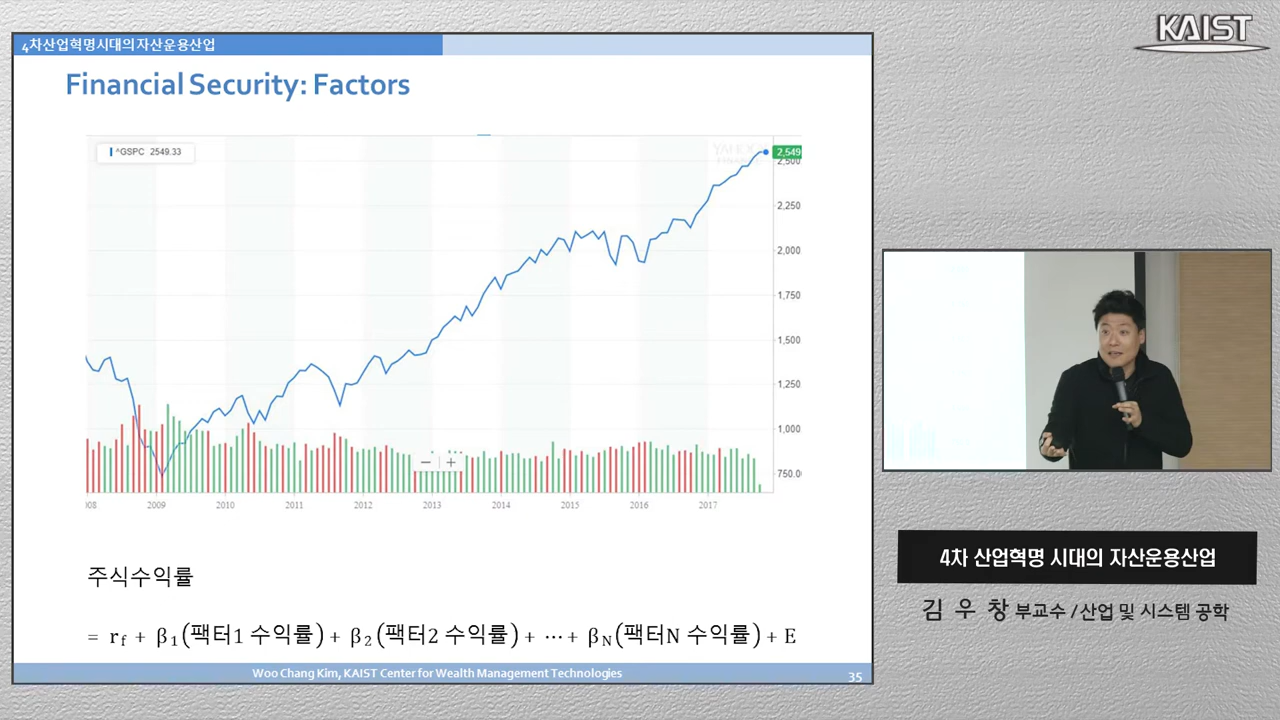 KAIST
4차산업혁명시대의자산운용산업
Financial Security: Factors
^GSPC 2549.33
YAHOO!
FINANCE
2,549
2,500
2,250
2,000
1,750
1,500
1,250
1,000
750.0
− +
2009 2010 2011 2012 2013 2014 2015 2016 2017
주식수익률
= rf + β1(팩터1 수익률) + β2(팩터2 수익률) + ⋯ + βN(팩터N 수익률) + E
Woo Chang Kim, KAIST Center for Wealth Management Technologies
35
4차 산업혁명 시대의 자산운용산업
김 우 창 부교수 / 산업 및 시스템 공학